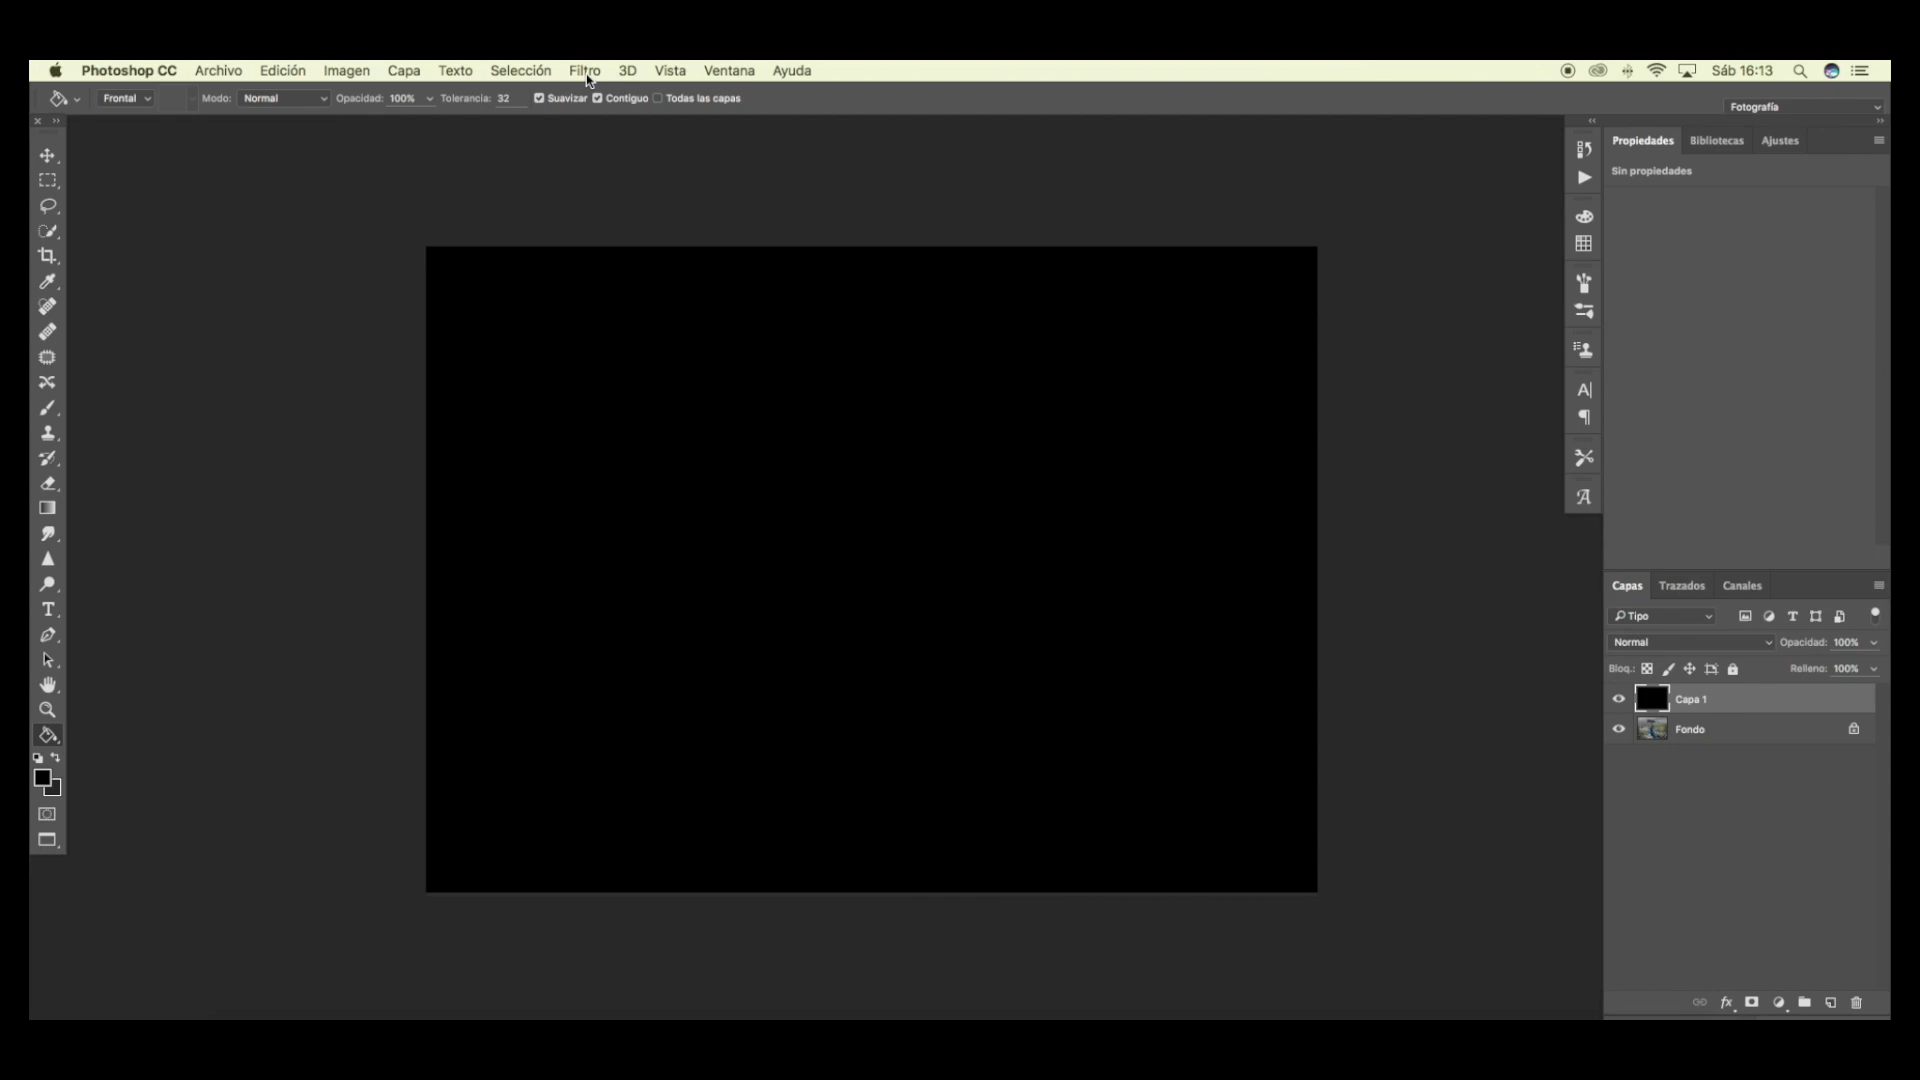 Photoshop CC Archivo Edición Imagen Capa Texto Selección Filtro 3D Vista Ventana Ayuda Sáb 16:13
Frontal Modo: Normal Opacidad: 100% Tolerancia: 32 Suavizar Contiguo Todas las capas
Fotografía
Propiedades Bibliotecas Ajustes
Sin propiedades
Capas Trazados Canales
Tipo
Normal Opacidad: 100%
Bloq.: Relleno: 100%
Capa 1
Fondo